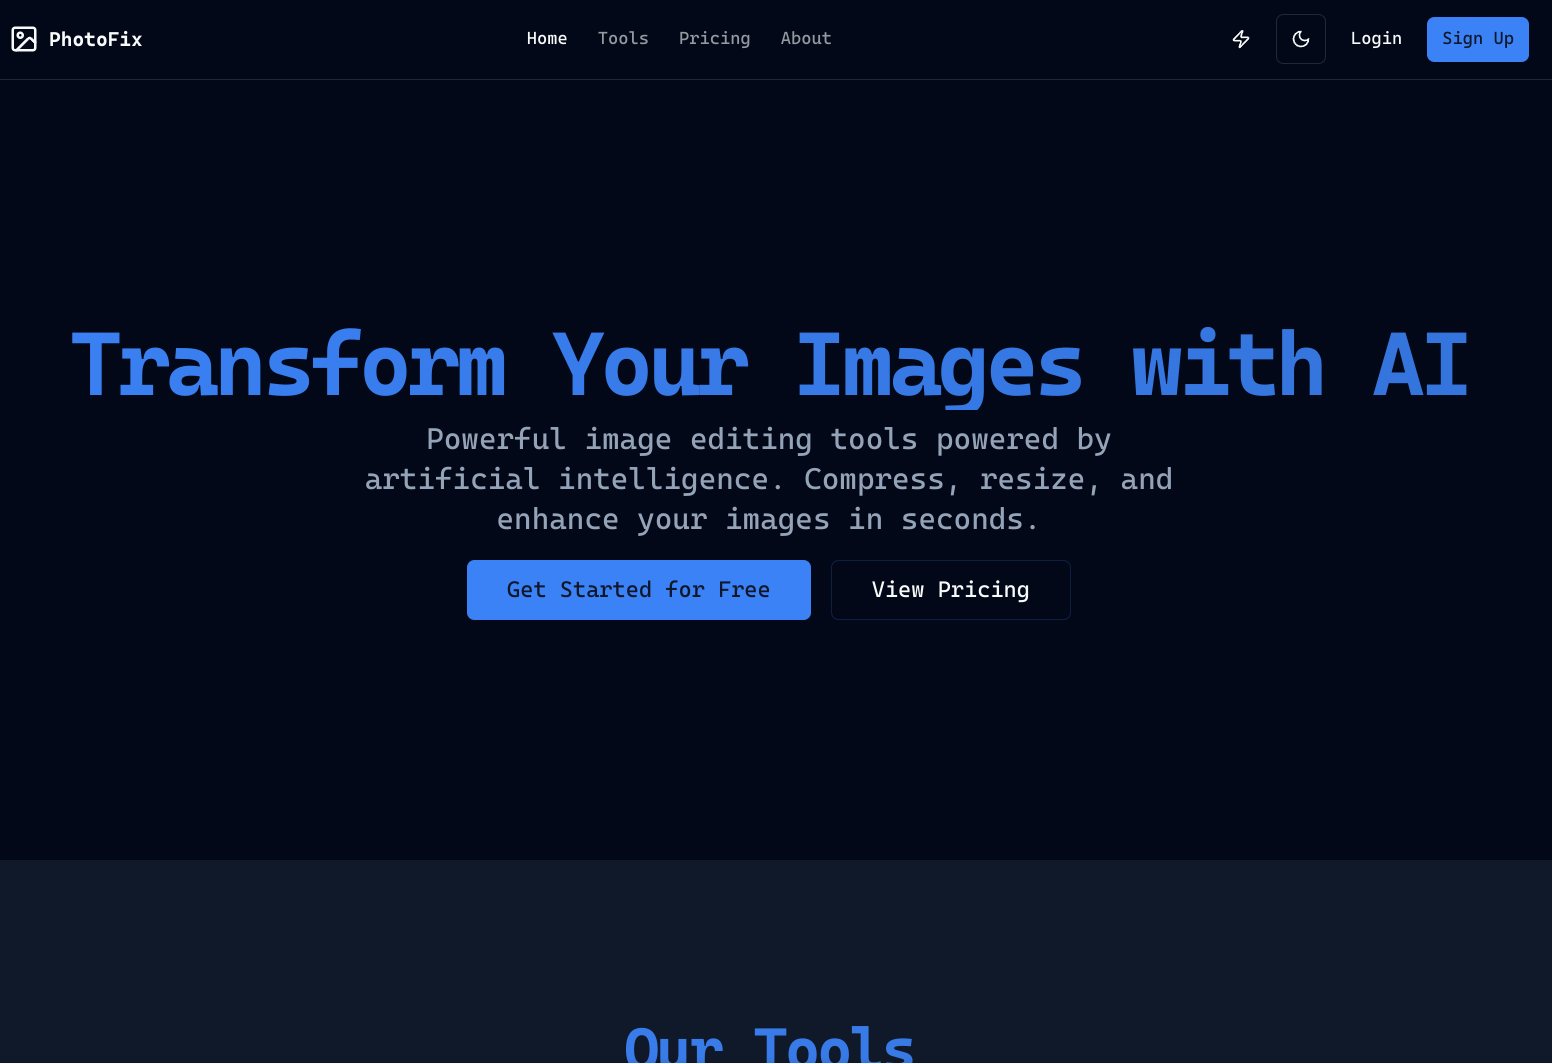 PhotoFix
Home Tools Pricing About
Login Sign Up
Transform Your Images with AI
Powerful image editing tools powered by
artificial intelligence. Compress, resize, and
enhance your images in seconds.
Get Started for Free View Pricing
Our Tools